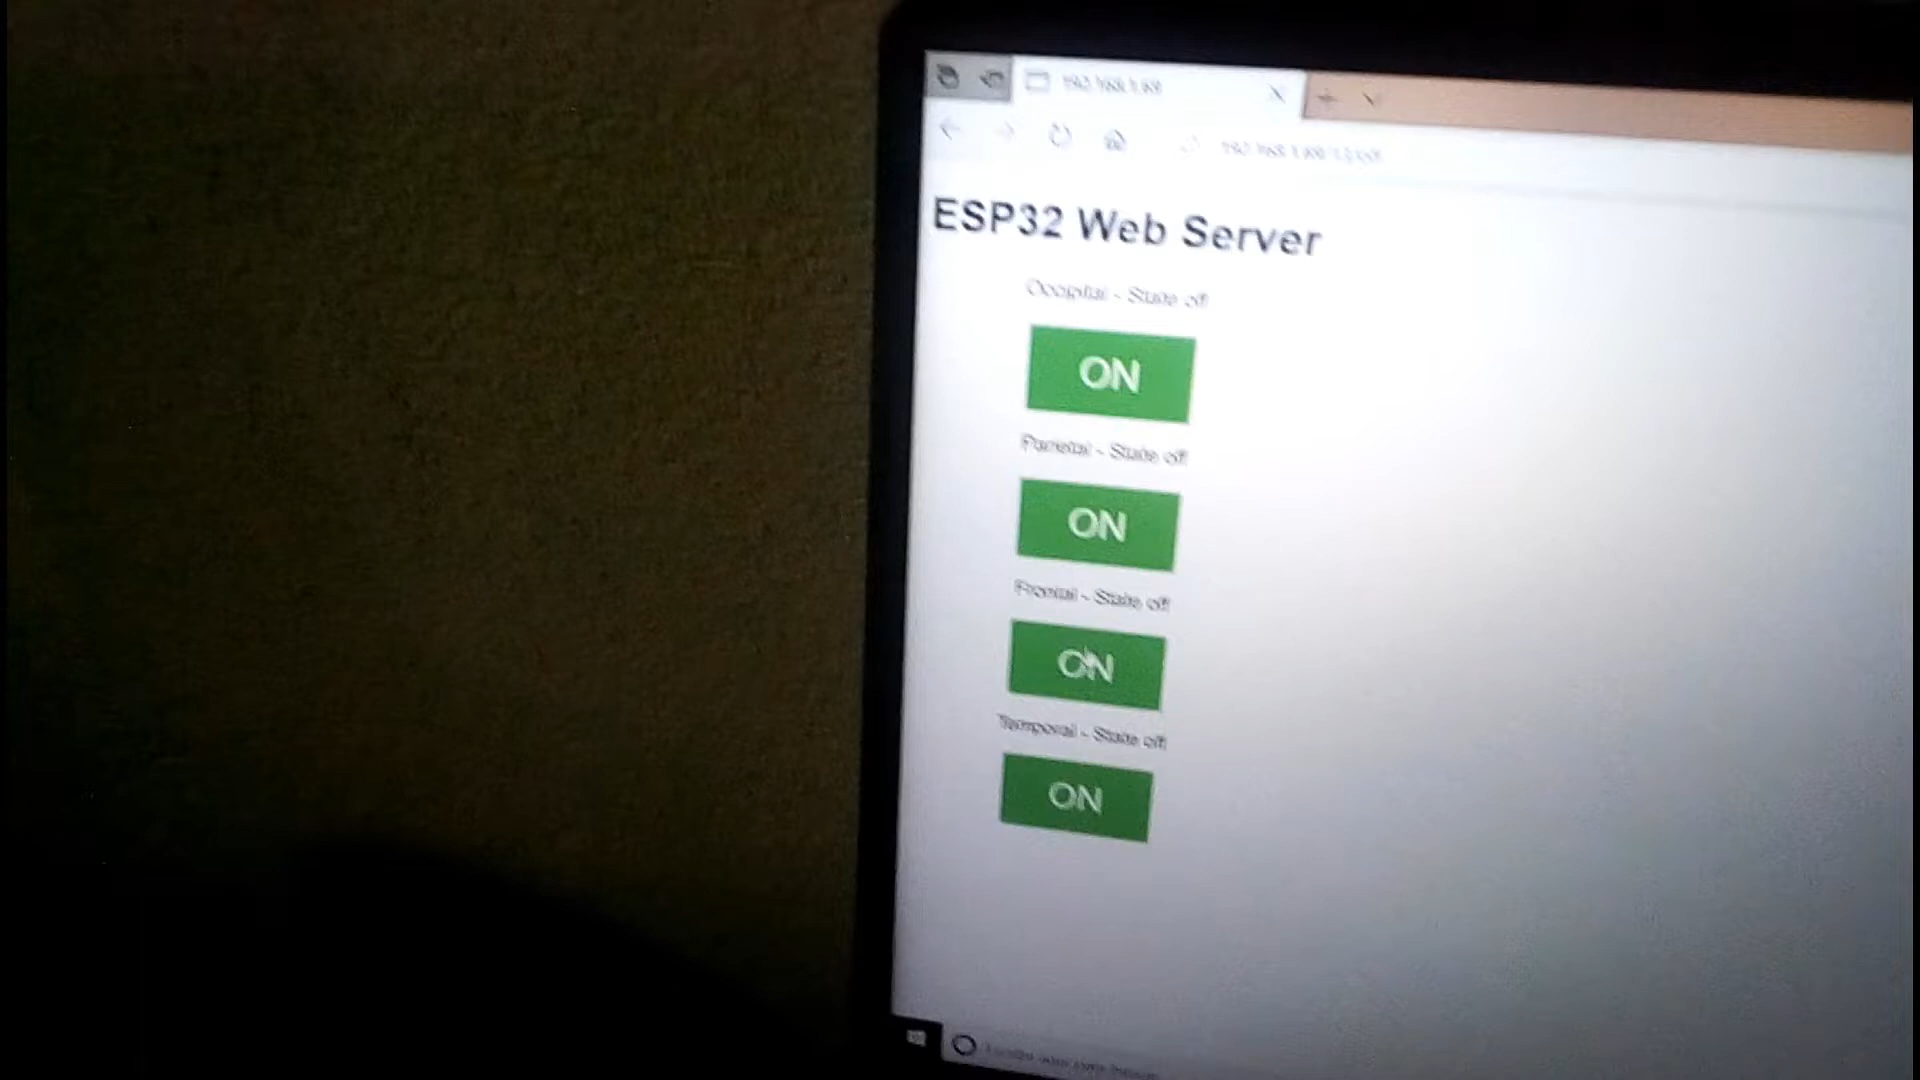 ESP32 Web Server
Occipital - State off
ON
Parietal - State off
ON
Frontal - State off
ON
Temporal - State off
ON